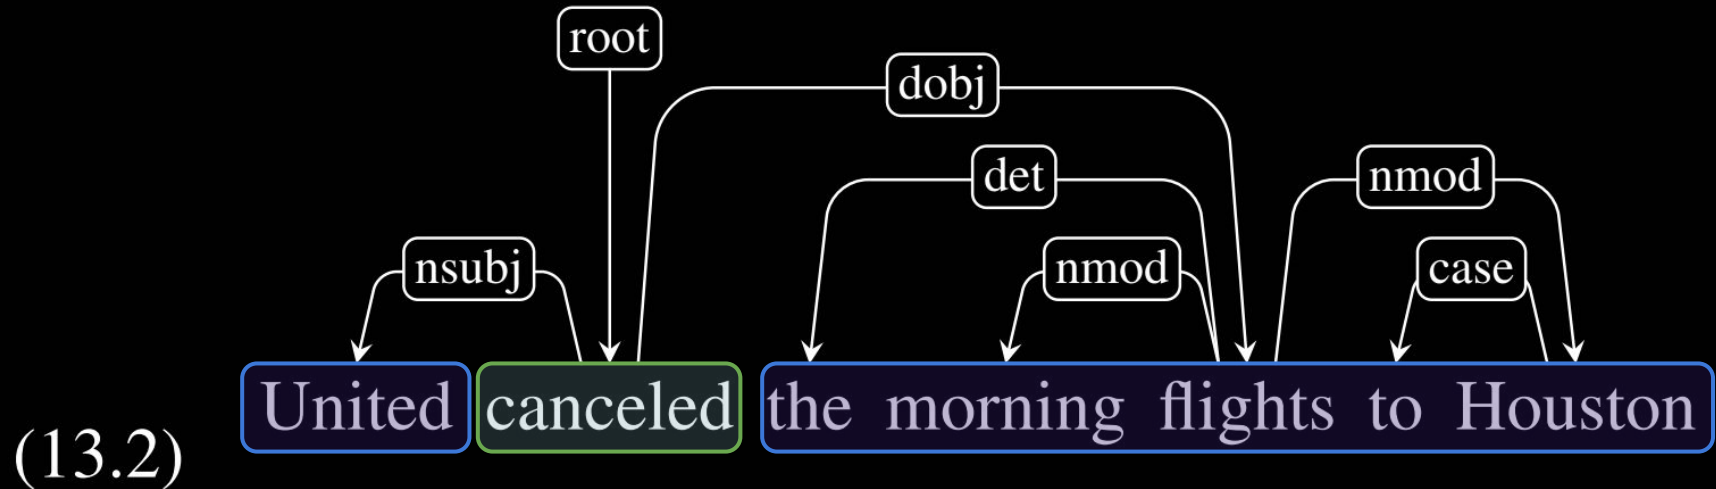 root
dobj
det nmod
nsubj nmod case
United canceled the morning flights to Houston
(13.2)